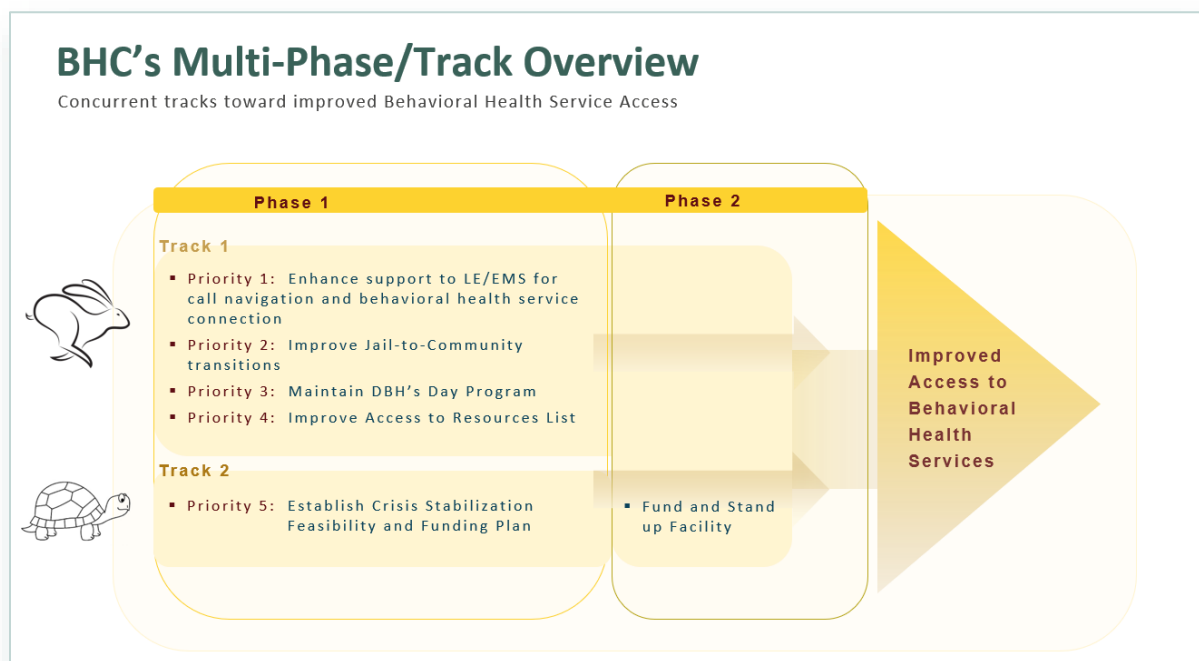 BHC's Multi-Phase/Track Overview
Concurrent tracks toward improved Behavioral Health Service Access
Phase 1
Phase 2
Track 1
▪ Priority 1: Enhance support to LE/EMS for
call navigation and behavioral health service
connection
▪ Priority 2: Improve Jail-to-Community
transitions
▪ Priority 3: Maintain DBH's Day Program
▪ Priority 4: Improve Access to Resources List
Track 2
▪ Priority 5: Establish Crisis Stabilization
Feasibility and Funding Plan
▪ Fund and Stand
up Facility
Improved
Access to
Behavioral
Health
Services